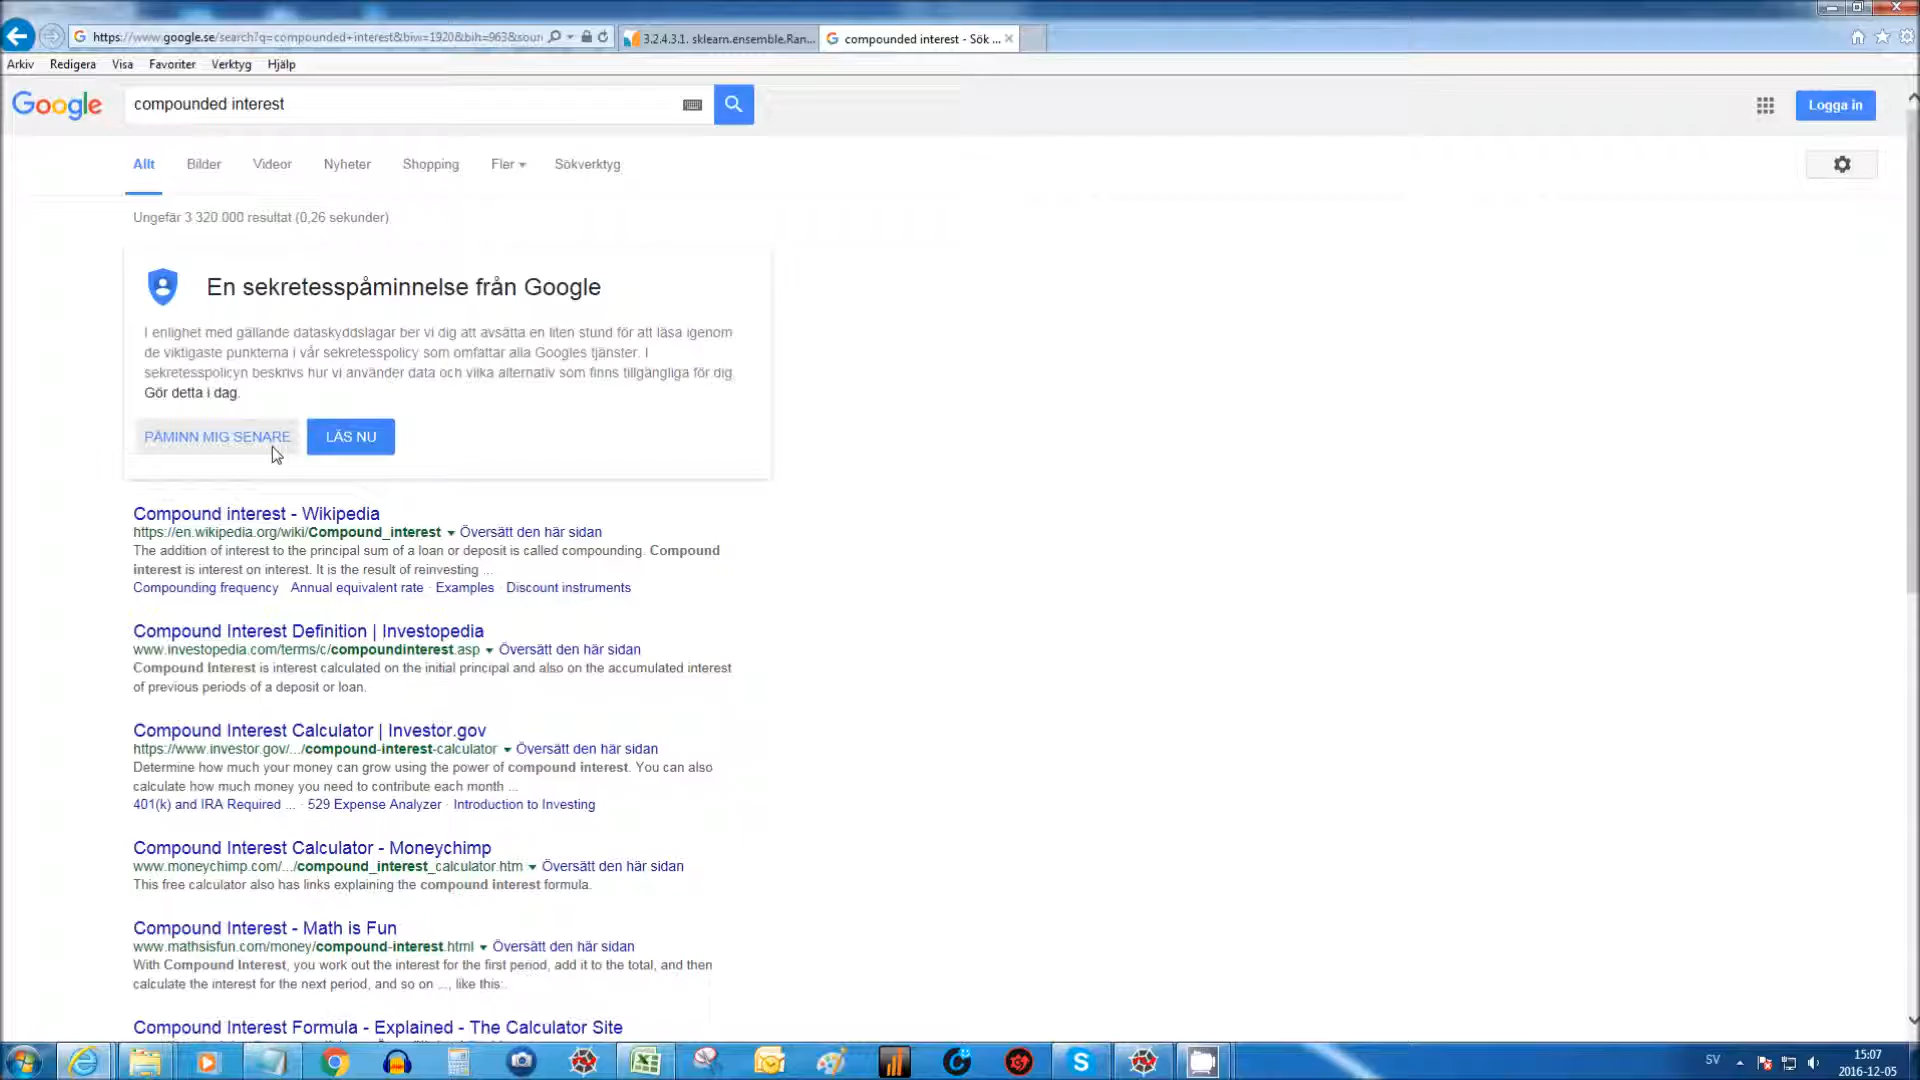 https://www.google.se/search?q=compounded+interest&biw=1920&bih=963&sour
3.2.4.3.1. sklearn.ensemble.Ran...
compounded interest - Sök ...
Arkiv Redigera Visa Favoriter Verktyg Hjälp
Google
compounded interest
Logga in
Allt Bilder Videor Nyheter Shopping Fler Sökverktyg
Ungefär 3 320 000 resultat (0,26 sekunder)
En sekretesspåminnelse från Google
I enlighet med gällande dataskyddslagar ber vi dig att avsätta en liten stund för att läsa igenom
de viktigaste punkterna i vår sekretesspolicy som omfattar alla Googles tjänster. I
sekretesspolicyn beskrivs hur vi använder data och vilka alternativ som finns tillgängliga för dig.
Gör detta i dag.
PÅMINN MIG SENARE LÄS NU
Compound interest - Wikipedia
https://en.wikipedia.org/wiki/Compound_interest Översätt den här sidan
The addition of interest to the principal sum of a loan or deposit is called compounding. Compound
interest is interest on interest. It is the result of reinvesting ...
Compounding frequency · Annual equivalent rate · Examples · Discount instruments
Compound Interest Definition | Investopedia
www.investopedia.com/terms/c/compoundinterest.asp Översätt den här sidan
Compound Interest is interest calculated on the initial principal and also on the accumulated interest
of previous periods of a deposit or loan.
Compound Interest Calculator | Investor.gov
https://www.investor.gov/.../compound-interest-calculator Översätt den här sidan
Determine how much your money can grow using the power of compound interest. You can also
calculate how much money you need to contribute each month ...
401(k) and IRA Required ... · 529 Expense Analyzer · Introduction to Investing
Compound Interest Calculator - Moneychimp
www.moneychimp.com/.../compound_interest_calculator.htm Översätt den här sidan
This free calculator also has links explaining the compound interest formula.
Compound Interest - Math is Fun
www.mathsisfun.com/money/compound-interest.html Översätt den här sidan
With Compound Interest, you work out the interest for the first period, add it to the total, and then
calculate the interest for the next period, and so on ..., like this:.
Compound Interest Formula - Explained - The Calculator Site
SV
15:07
2016-12-05